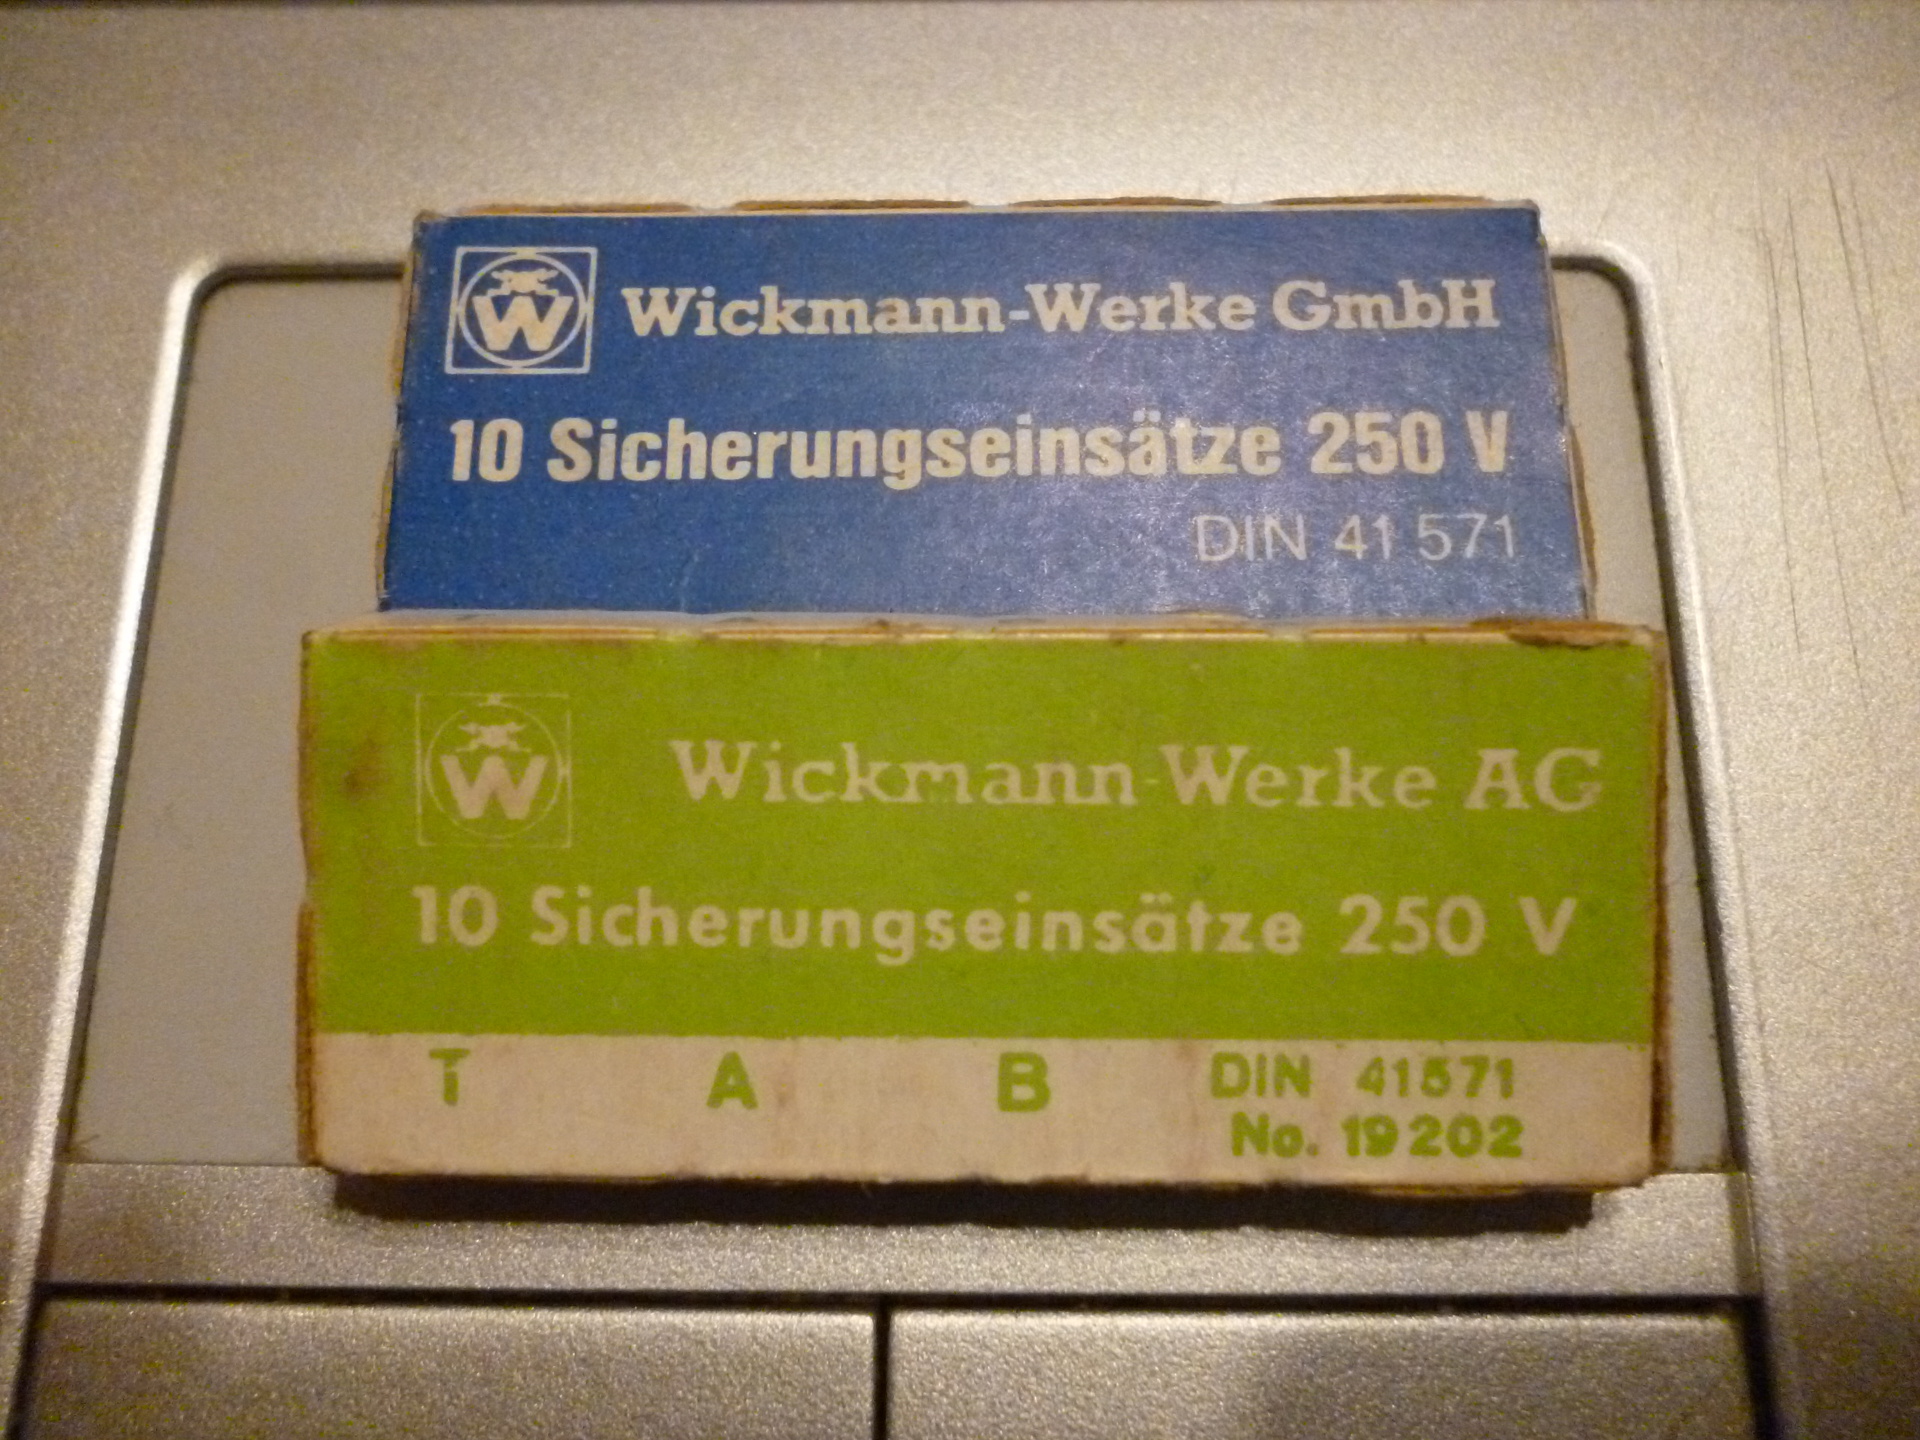 W
Wickmann-Werke GmbH
10 Sicherungseinsätze 250 V
DIN 41 571
W
Wickmann-Werke AG
10 Sicherungseinsätze 250 V
T A B DIN 41571
No. 19202